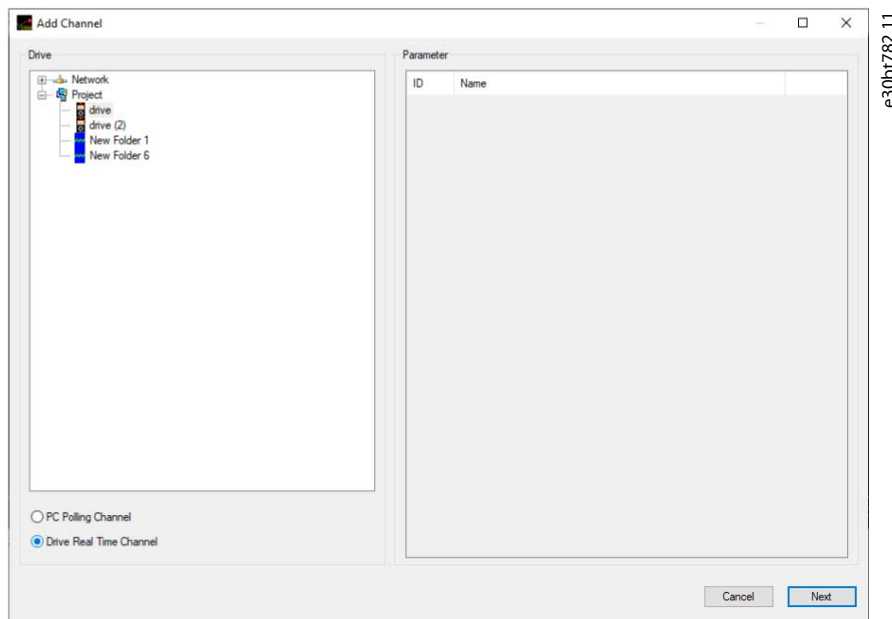 Add Channel
Drive
Network
Project
drive
drive (2)
New Folder 1
New Folder 6
PC Polling Channel
Drive Real Time Channel
Parameter
ID Name
Cancel Next
e30bt782.11